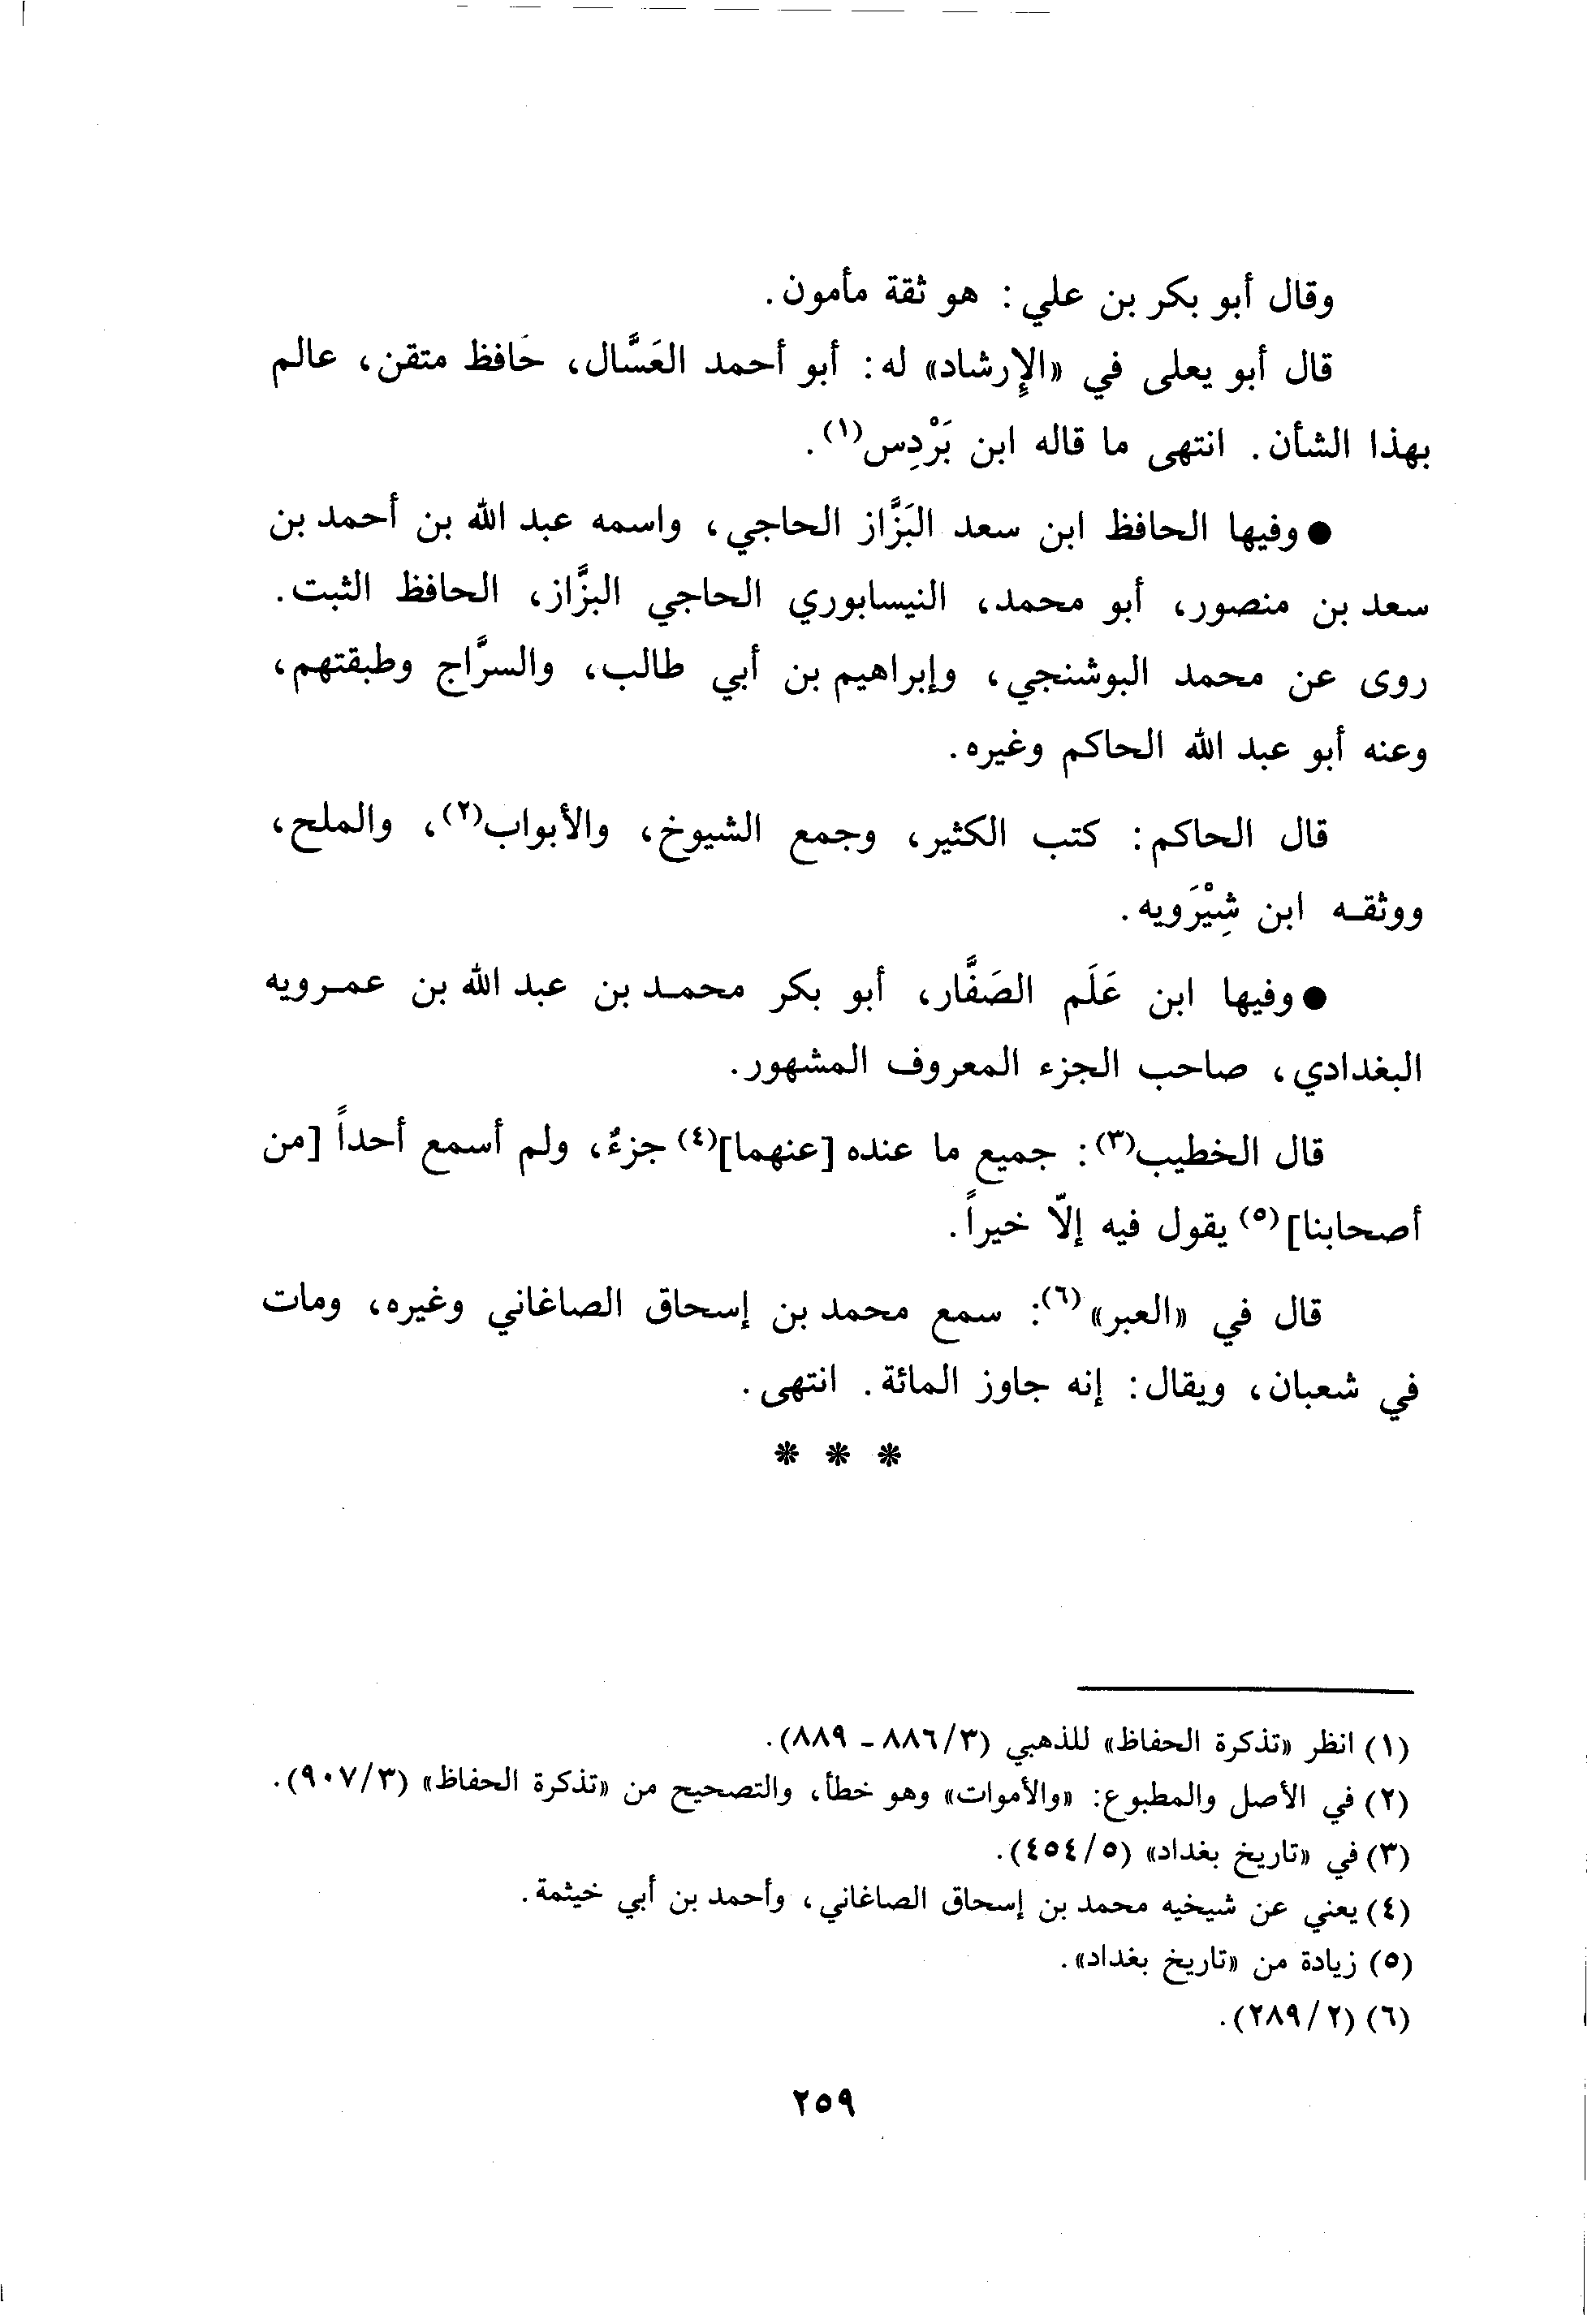 وقال أبو بكر بن علي: هو ثقة مأمون.
قال أبو يعلى في «الإِرشاد» له: أبو أحمد العَسَّال، حَافظ متقن، عالم
بهذا الشأن. انتهى ما قاله ابن بَرْدِس(١).
● وفيها الحافظ ابن سعد البَزَّاز الحاجي، واسمه عبد الله بن أحمد بن
سعد بن منصور، أبو محمد، النيسابوري الحاجي البزَّاز، الحافظ الثبت.
روى عن محمد البوشنجي، وإبراهيم بن أبي طالب، والسرَّاج وطبقتهم،
وعنه أبو عبد الله الحاكم وغيره.
قال الحاكم: كتب الكثير، وجمع الشيوخ، والأبواب(٢)، والملح،
ووثقـه ابن شِيْرَويه.
● وفيها ابن عَلَم الصَفَّار، أبو بكر محمـد بن عبد الله بن عمـرويه
البغدادي، صاحب الجزء المعروف المشهور.
قال الخطيب(٣): جميع ما عنده [عنهما](٤) جزءٌ، ولم أسمع أحداً [من
أصحابنا](٥) يقول فيه إلّا خيراً.
قال في «العبر»(٦): سمع محمد بن إسحاق الصاغاني وغيره، ومات
في شعبان، ويقال: إنه جاوز المائة. انتهى.
* * *
(١) انظر «تذكرة الحفاظ» للذهبي (٣/٨٨٦ - ٨٨٩).
(٢) في الأصل والمطبوع: «والأموات» وهو خطأ، والتصحيح من «تذكرة الحفاظ» (٣/٩٠٧).
(٣) في «تاريخ بغداد» (٥/٤٥٤).
(٤) يعني عن شيخيه محمد بن إسحاق الصاغاني، وأحمد بن أبي خيثمة.
(٥) زيادة من «تاريخ بغداد».
(٦) (٢/٢٨٩).
٢٥٩